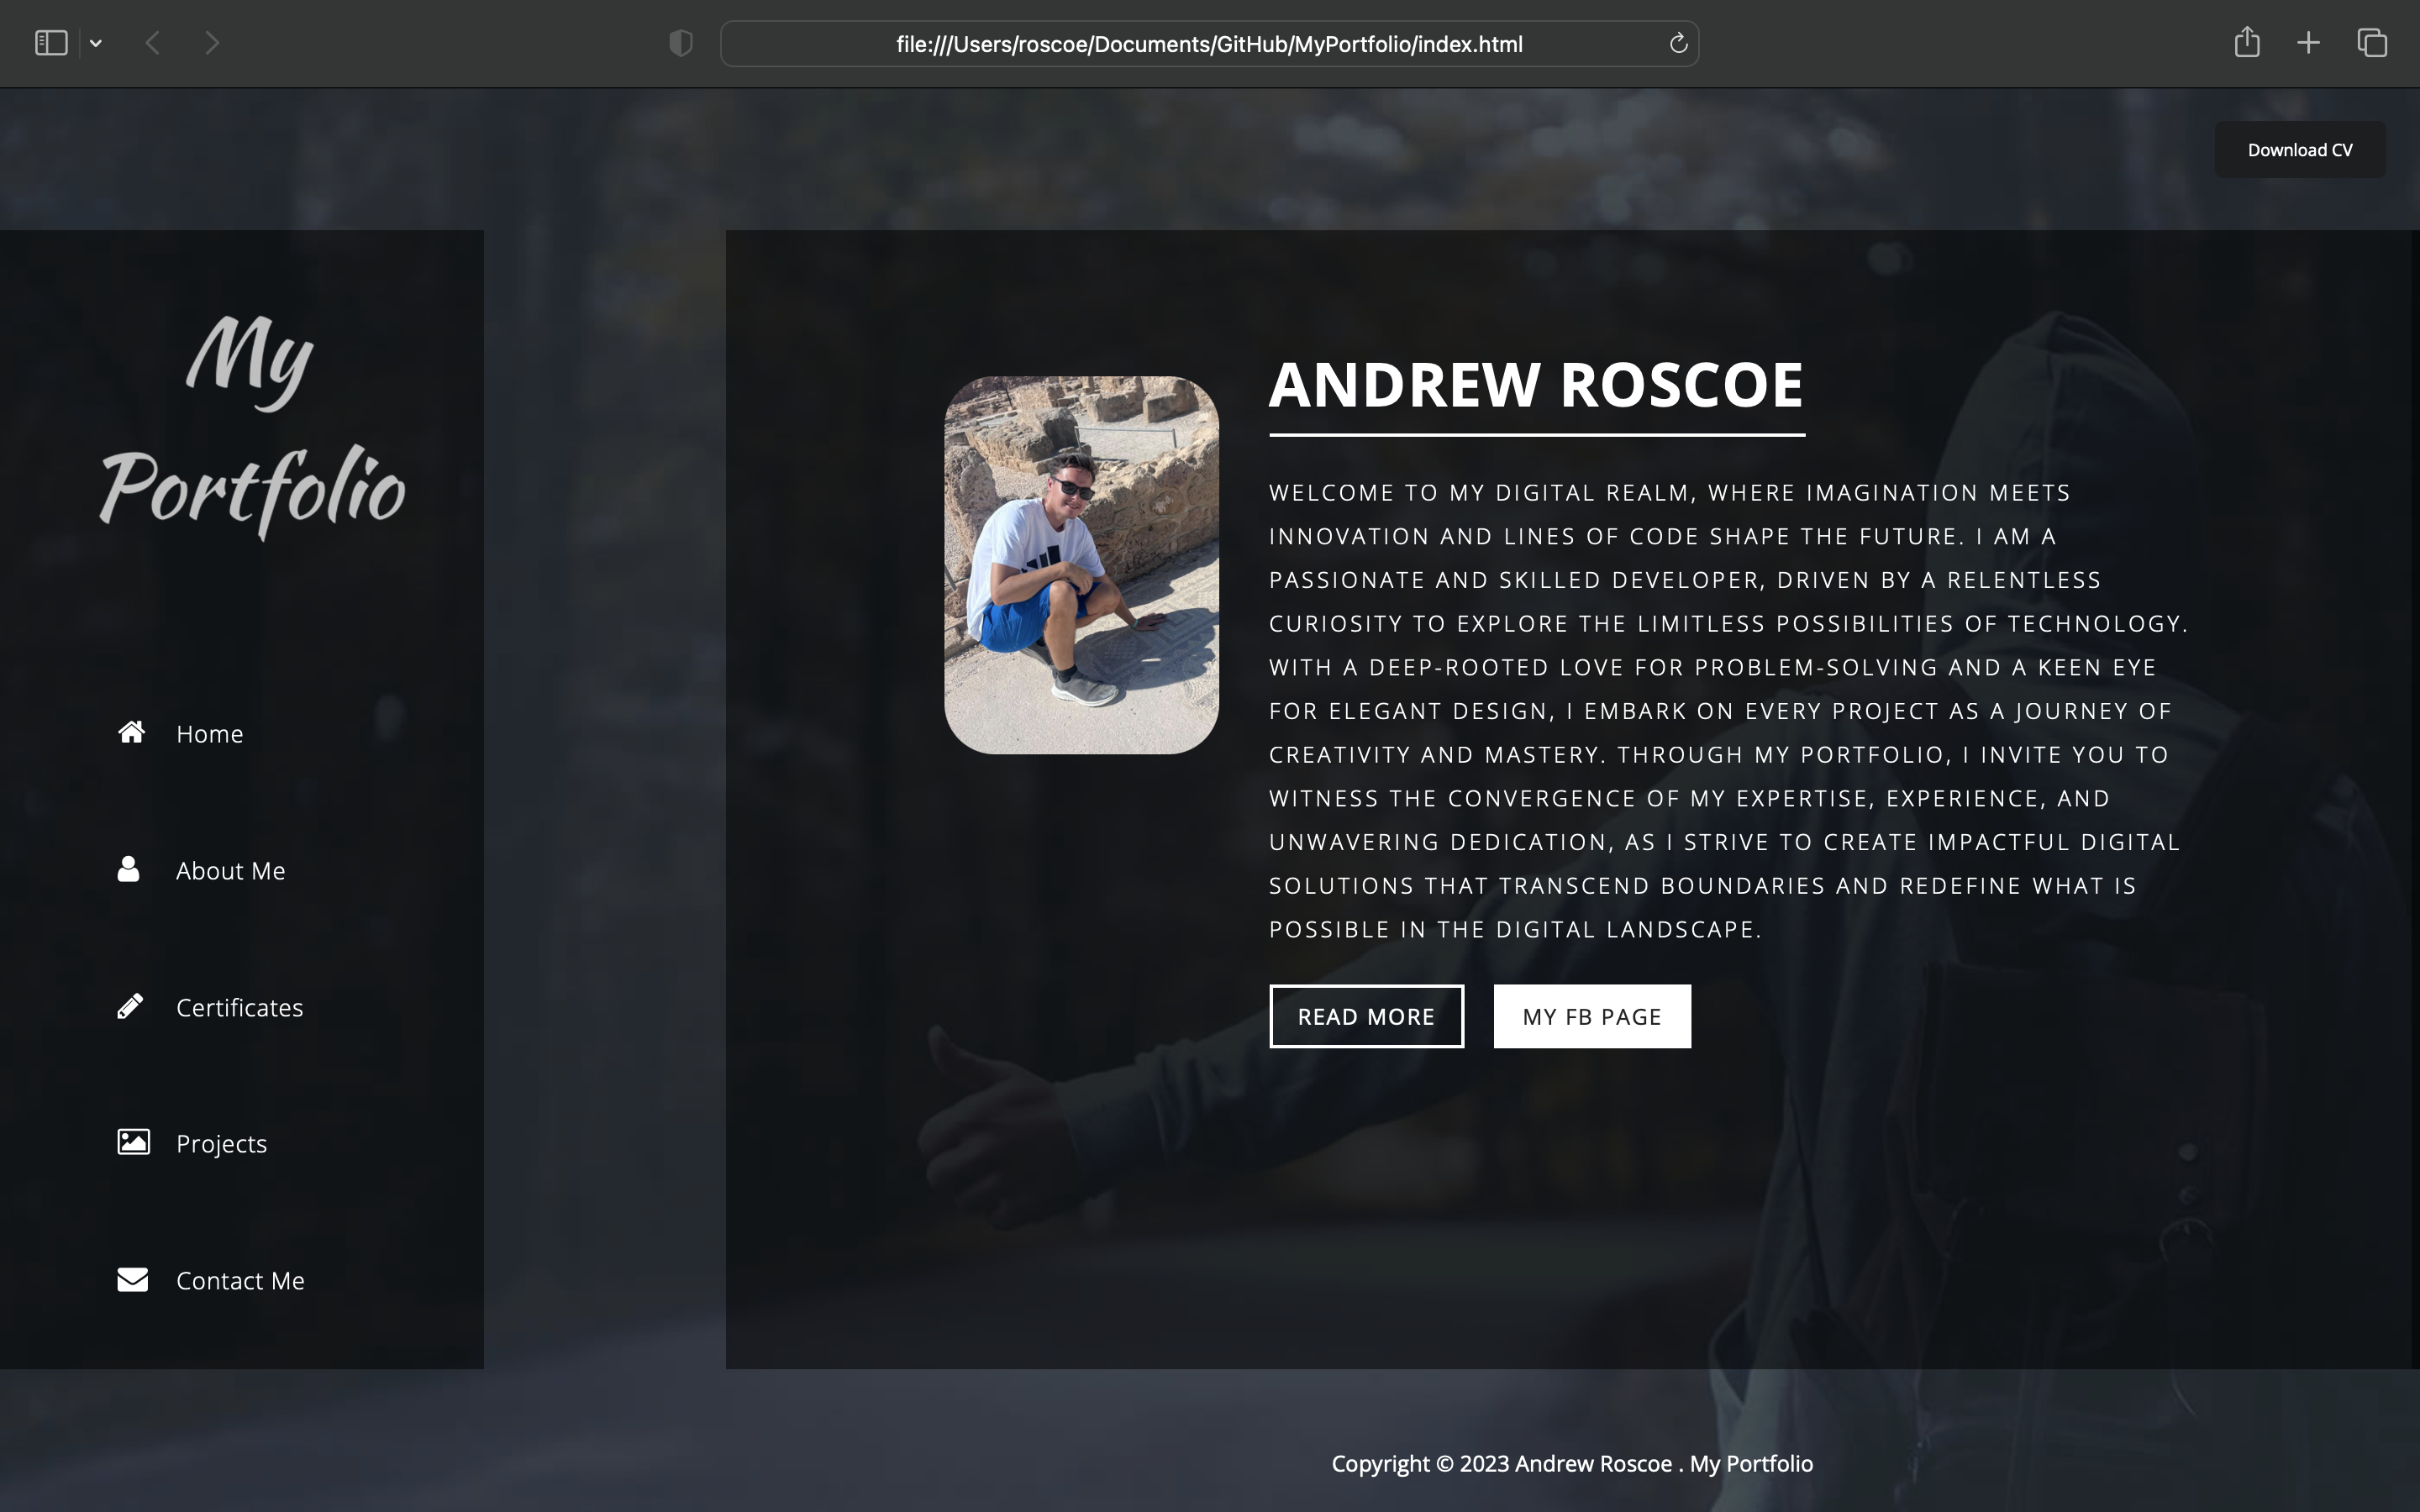 file:///Users/roscoe/Documents/GitHub/MyPortfolio/index.html
Download CV
My
Portfolio
Home
About Me
Certificates
Projects
Contact Me
ANDREW ROSCOE
WELCOME TO MY DIGITAL REALM, WHERE IMAGINATION MEETS
INNOVATION AND LINES OF CODE SHAPE THE FUTURE. I AM A
PASSIONATE AND SKILLED DEVELOPER, DRIVEN BY A RELENTLESS
CURIOSITY TO EXPLORE THE LIMITLESS POSSIBILITIES OF TECHNOLOGY.
WITH A DEEP-ROOTED LOVE FOR PROBLEM-SOLVING AND A KEEN EYE
FOR ELEGANT DESIGN, I EMBARK ON EVERY PROJECT AS A JOURNEY OF
CREATIVITY AND MASTERY. THROUGH MY PORTFOLIO, I INVITE YOU TO
WITNESS THE CONVERGENCE OF MY EXPERTISE, EXPERIENCE, AND
UNWAVERING DEDICATION, AS I STRIVE TO CREATE IMPACTFUL DIGITAL
SOLUTIONS THAT TRANSCEND BOUNDARIES AND REDEFINE WHAT IS
POSSIBLE IN THE DIGITAL LANDSCAPE.
READ MORE
MY FB PAGE
Copyright © 2023 Andrew Roscoe . My Portfolio